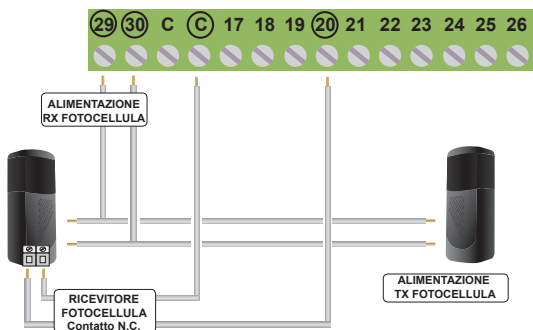 29 30 C C 17 18 19 20 21 22 23 24 25 26
ALIMENTAZIONE
RX FOTOCELLULA
RICEVITORE
FOTOCELLULA
Contatto N.C.
ALIMENTAZIONE
TX FOTOCELLULA